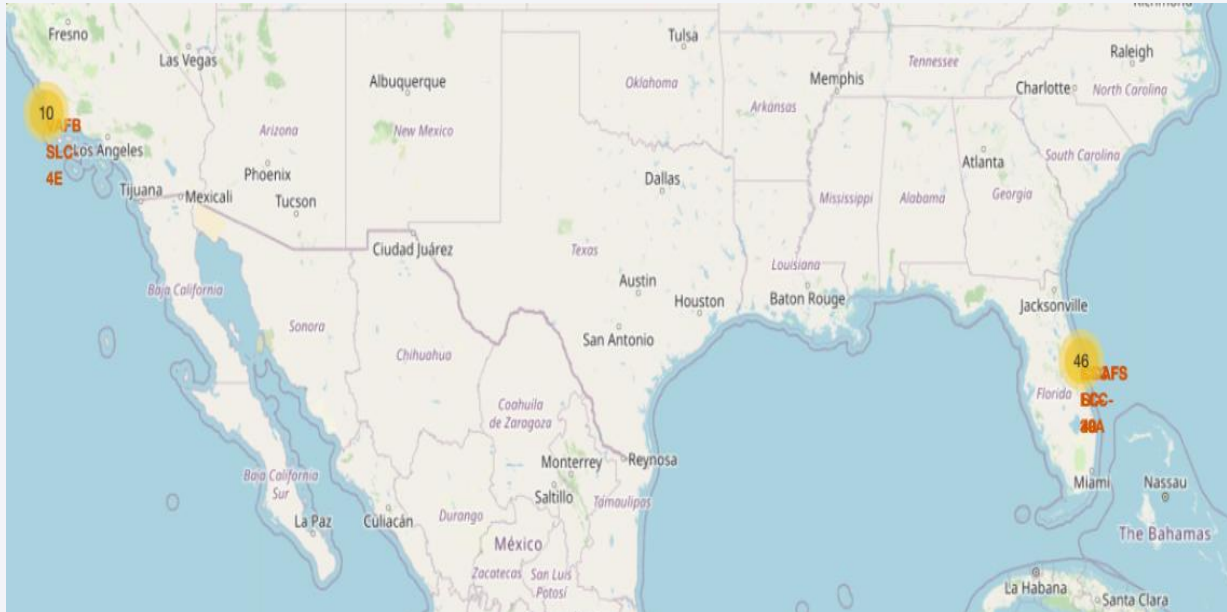 Richmond
Fresno
Las Vegas
Tulsa
Raleigh
Albuquerque
Oklahoma
Memphis
Tennessee
Charlotte
North Carolina
10
VAFB
SLC-
4E
Los Angeles
Arizona
New Mexico
Arkansas
Atlanta
South Carolina
Phoenix
Dallas
Tijuana
Mexicali
Tucson
Mississippi
Alabama
Georgia
Ciudad Juárez
Texas
Louisiana
Austin
Houston
Baton Rouge
Jacksonville
Baja California
Sonora
San Antonio
Chihuahua
46
Florida
Coahuila
de Zaragoza
Monterrey
Reynosa
Saltillo
Tamaulipas
Miami
Nassau
Baja California
Sur
La Paz
Culiacán
Durango
México
The Bahamas
Zacatecas
San Luis
Potosí
La Habana
Santa Clara